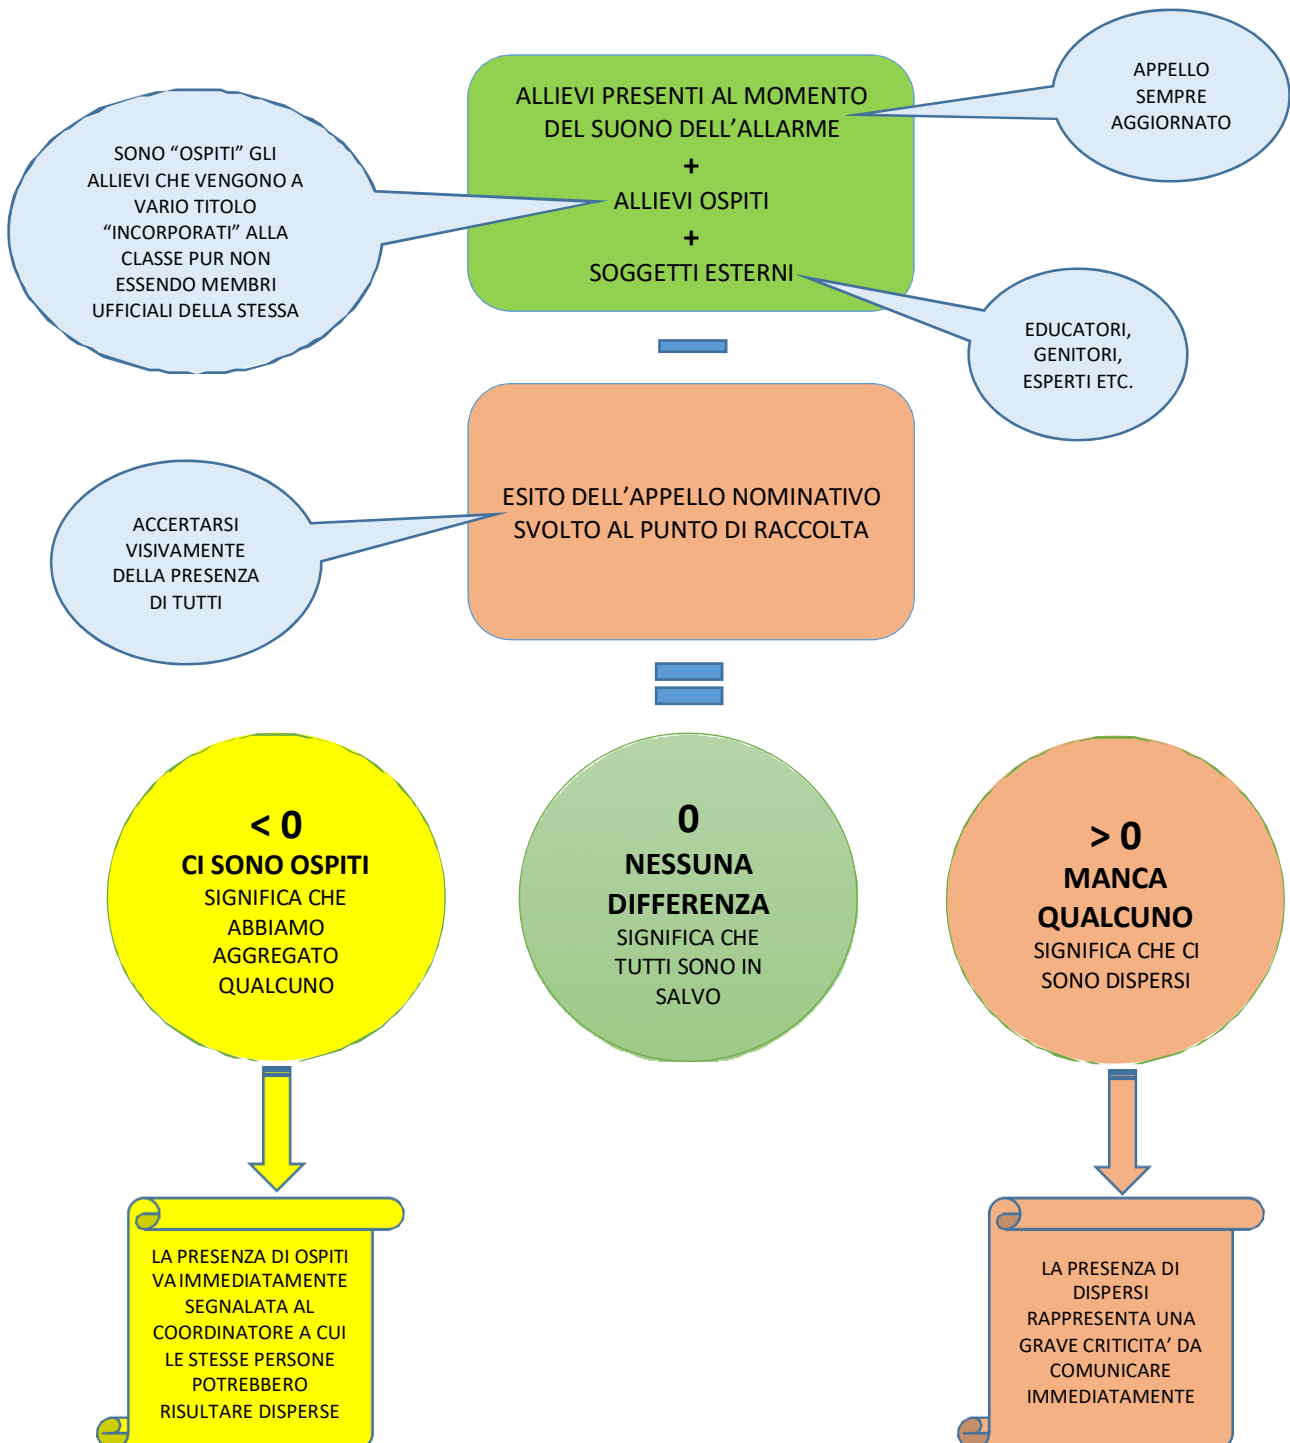 ALLIEVI PRESENTI AL MOMENTO
DEL SUONO DELL’ALLARME
+
ALLIEVI OSPITI
+
SOGGETTI ESTERNI
APPELLO
SEMPRE
AGGIORNATO
SONO “OSPITI” GLI
ALLIEVI CHE VENGONO A
VARIO TITOLO
“INCORPORATI” ALLA
CLASSE PUR NON
ESSENDO MEMBRI
UFFICIALI DELLA STESSA
EDUCATORI,
GENITORI,
ESPERTI ETC.
ESITO DELL’APPELLO NOMINATIVO
SVOLTO AL PUNTO DI RACCOLTA
ACCERTARSI
VISIVAMENTE
DELLA PRESENZA
DI TUTTI
< 0
CI SONO OSPITI
SIGNIFICA CHE
ABBIAMO
AGGREGATO
QUALCUNO
0
NESSUNA
DIFFERENZA
SIGNIFICA CHE
TUTTI SONO IN
SALVO
> 0
MANCA
QUALCUNO
SIGNIFICA CHE CI
SONO DISPERSI
LA PRESENZA DI OSPITI
VA IMMEDIATAMENTE
SEGNALATA AL
COORDINATORE A CUI
LE STESSE PERSONE
POTREBBERO
RISULTARE DISPERSE
LA PRESENZA DI
DISPERSI
RAPPRESENTA UNA
GRAVE CRITICITA’ DA
COMUNICARE
IMMEDIATAMENTE